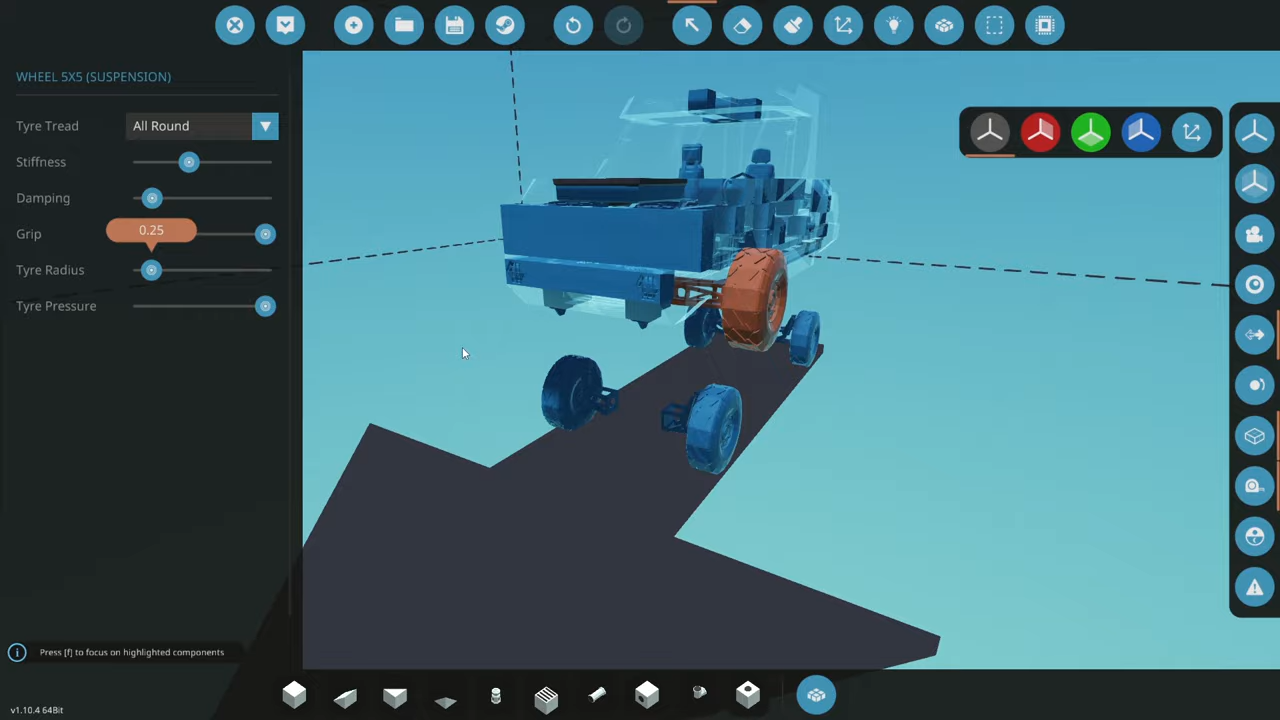 WHEEL 5X5 (SUSPENSION)
Tyre Tread
All Round
Stiffness
Damping
Grip
0.25
Tyre Radius
Tyre Pressure
Press [f] to focus on highlighted components
v1.10.4 64Bit